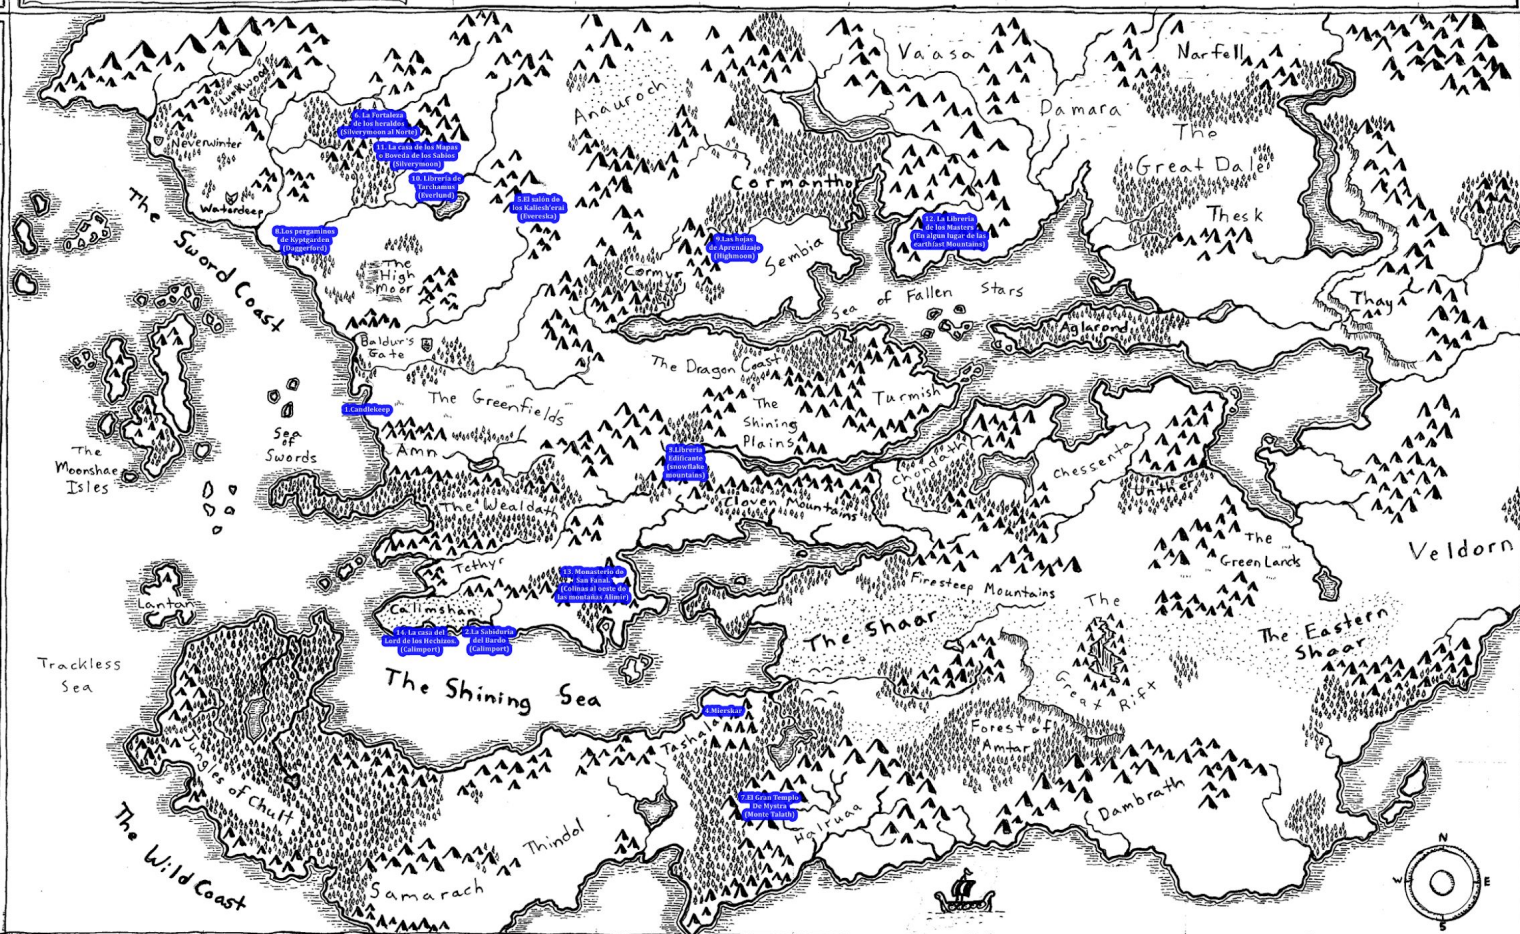 Vaasa
Narfell
Lurkwood
Anauroch
Damara
6. La Fortaleza
de los heraldos
(Silverymoon al Norte)
The
Great Dale
Neverwinter
11. La casa de los Mapas
o Boveda de los Sabios
(Silverymoon)
10. Libreria de
Tarchamus
(Everlund)
Cormanthor
5.El salón de
los Kaliesh'erai
(Evereska)
Waterdeep
Thesk
The
Sword Coast
8.Los pergaminos
de Kyptgarden
(Daggerford)
9.Las hojas
de Aprendizajo
(Highmoon)
12. La Libreria
de los Masters
(En algun lugar de las
earthfast Mountains)
Sembia
The
High
Moor
Cormyr
Sea
of Fallen Stars
Thay
Aglarond
Baldur's
Gate
The Dragon Coast
The Greenfields
Turmish
The
Shining
Plains
1.Candlekeep
Sea
of
Swords
Amn
The
Moonshae
Isles
3.Libreria
Edificante
(snowflake
mountains)
Chondath
Chessenta
Unther
The Wealdath
Cloven Mountains
The
Green Lands
Veldorn
Tethyr
13. Monasterio de
San Fanal.
(Colinas al oeste de
las montañas Alimir)
Firesteep Mountains
Lantan
Calimshan
The Shaar
The
Great Rift
The Eastern
Shaar
14. La casa del
Lord de los Hechizos.
(Calimport)
2.La Sabiduria
del Bardo
(Calimport)
Trackless
Sea
The Shining Sea
4.Mierskar
Tashalar
Forest of
Amtar
Jungles of Chult
7.El Gran Templo
De Mystra
(Monte Talath)
Halruaa
Dambrath
The Wild Coast
Thindol
Samarach
N
W
E
S